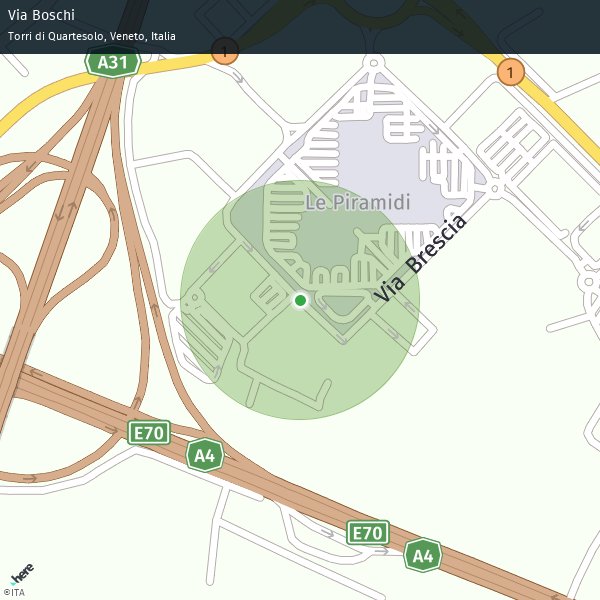 Via Boschi
Torri di Quartesolo, Veneto, Italia
A31
1
1
Le Piramidi
Via Brescia
E70
A4
E70
A4
here
©ITA